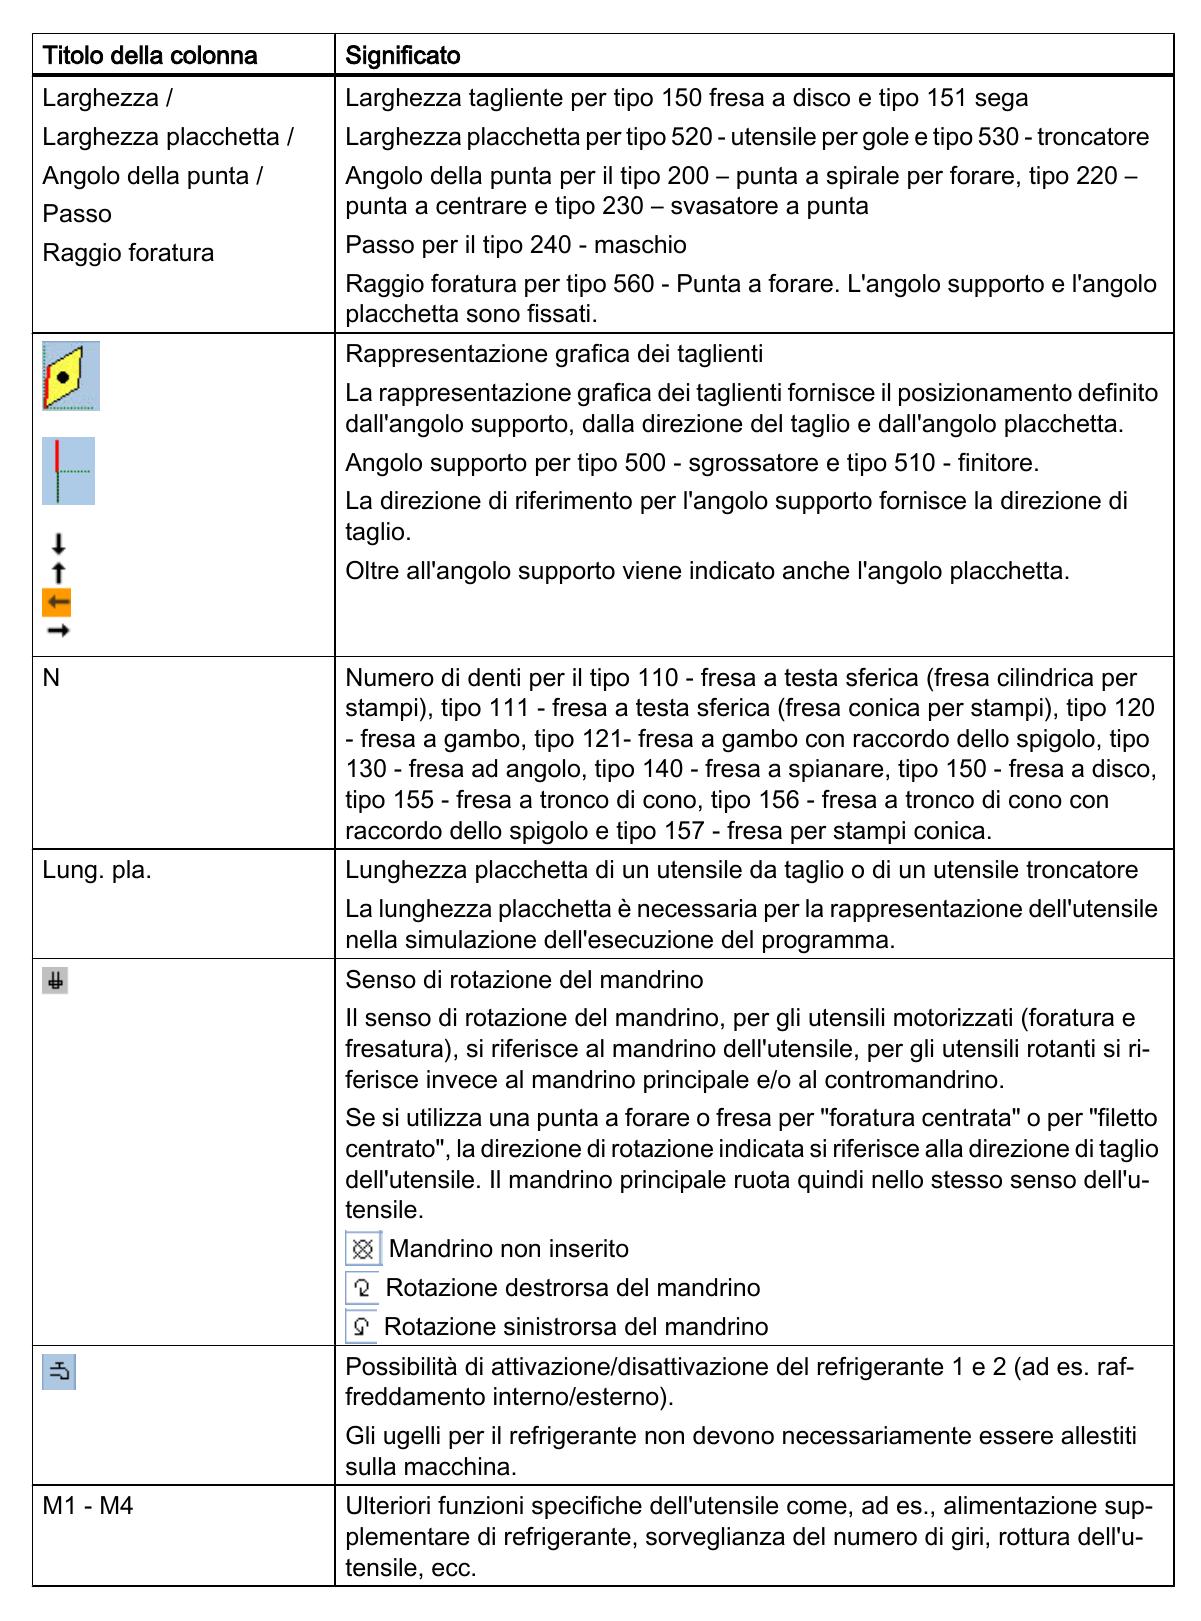 Titolo della colonna
Significato
Larghezza /
Larghezza placchetta /
Angolo della punta /
Passo
Raggio foratura
Larghezza tagliente per tipo 150 fresa a disco e tipo 151 sega
Larghezza placchetta per tipo 520 - utensile per gole e tipo 530 - troncatore
Angolo della punta per il tipo 200 – punta a spirale per forare, tipo 220 –
punta a centrare e tipo 230 – svasatore a punta
Passo per il tipo 240 - maschio
Raggio foratura per tipo 560 - Punta a forare. L'angolo supporto e l'angolo
placchetta sono fissati.
Rappresentazione grafica dei taglienti
La rappresentazione grafica dei taglienti fornisce il posizionamento definito
dall'angolo supporto, dalla direzione del taglio e dall'angolo placchetta.
Angolo supporto per tipo 500 - sgrossatore e tipo 510 - finitore.
La direzione di riferimento per l'angolo supporto fornisce la direzione di
taglio.
Oltre all'angolo supporto viene indicato anche l'angolo placchetta.
N
Numero di denti per il tipo 110 - fresa a testa sferica (fresa cilindrica per
stampi), tipo 111 - fresa a testa sferica (fresa conica per stampi), tipo 120
- fresa a gambo, tipo 121- fresa a gambo con raccordo dello spigolo, tipo
130 - fresa ad angolo, tipo 140 - fresa a spianare, tipo 150 - fresa a disco,
tipo 155 - fresa a tronco di cono, tipo 156 - fresa a tronco di cono con
raccordo dello spigolo e tipo 157 - fresa per stampi conica.
Lung. pla.
Lunghezza placchetta di un utensile da taglio o di un utensile troncatore
La lunghezza placchetta è necessaria per la rappresentazione dell'utensile
nella simulazione dell'esecuzione del programma.
Senso di rotazione del mandrino
Il senso di rotazione del mandrino, per gli utensili motorizzati (foratura e
fresatura), si riferisce al mandrino dell'utensile, per gli utensili rotanti si ri-
ferisce invece al mandrino principale e/o al contromandrino.
Se si utilizza una punta a forare o fresa per "foratura centrata" o per "filetto
centrato", la direzione di rotazione indicata si riferisce alla direzione di taglio
dell'utensile. Il mandrino principale ruota quindi nello stesso senso dell'u-
tensile.
Mandrino non inserito
Rotazione destrorsa del mandrino
Rotazione sinistrorsa del mandrino
Possibilità di attivazione/disattivazione del refrigerante 1 e 2 (ad es. raf-
freddamento interno/esterno).
Gli ugelli per il refrigerante non devono necessariamente essere allestiti
sulla macchina.
M1 - M4
Ulteriori funzioni specifiche dell'utensile come, ad es., alimentazione sup-
plementare di refrigerante, sorveglianza del numero di giri, rottura dell'u-
tensile, ecc.